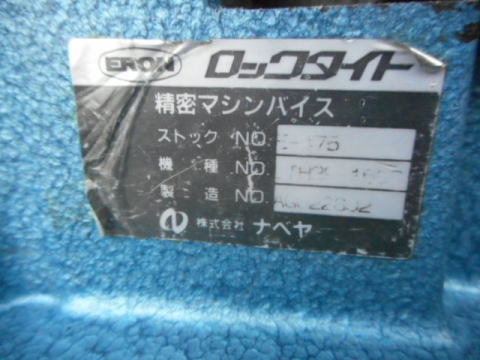 ERON ロックタイト
精密マシンバイス
ストック NO.
機種 NO.
製造 NO.
株式会社 ナベヤ